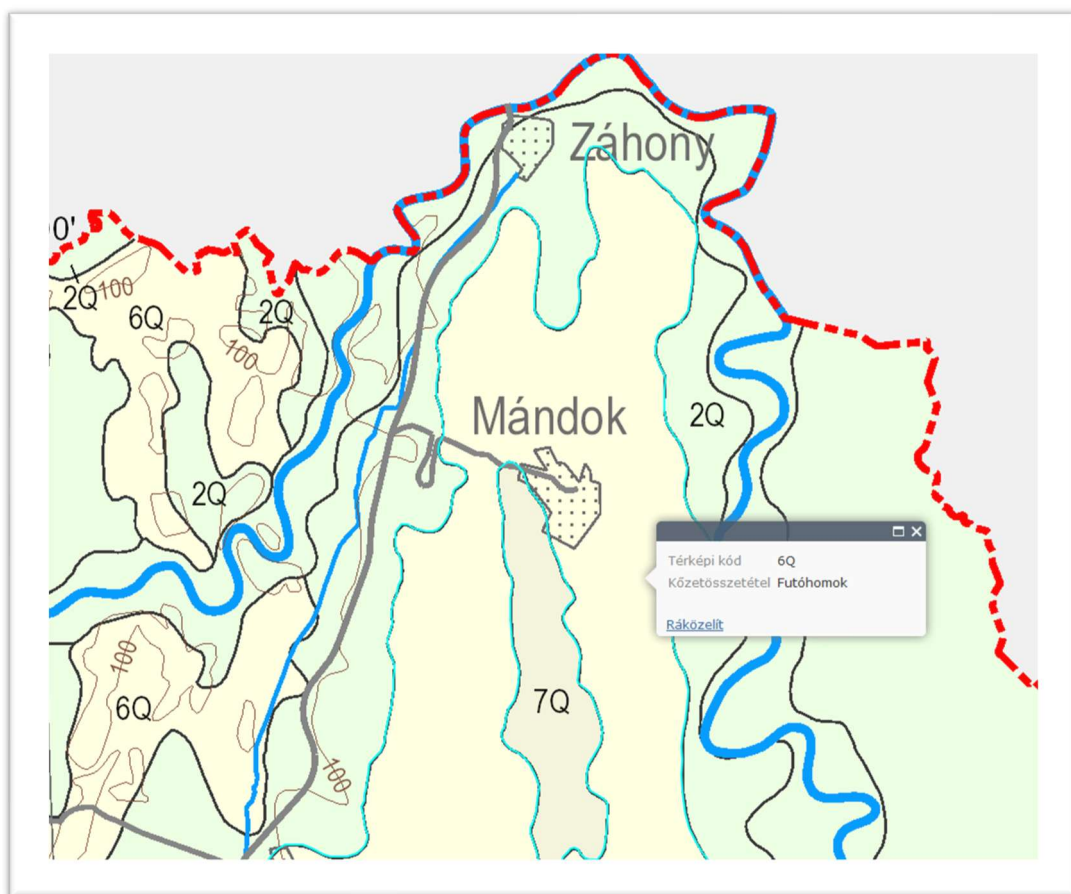 Záhony
0'
2Q
100
6Q
2Q
100
Mándok
2Q
2Q
Térképi kód 6Q
Kőzetösszetétel Futóhomok
Ráközelít
100
6Q
7Q
100